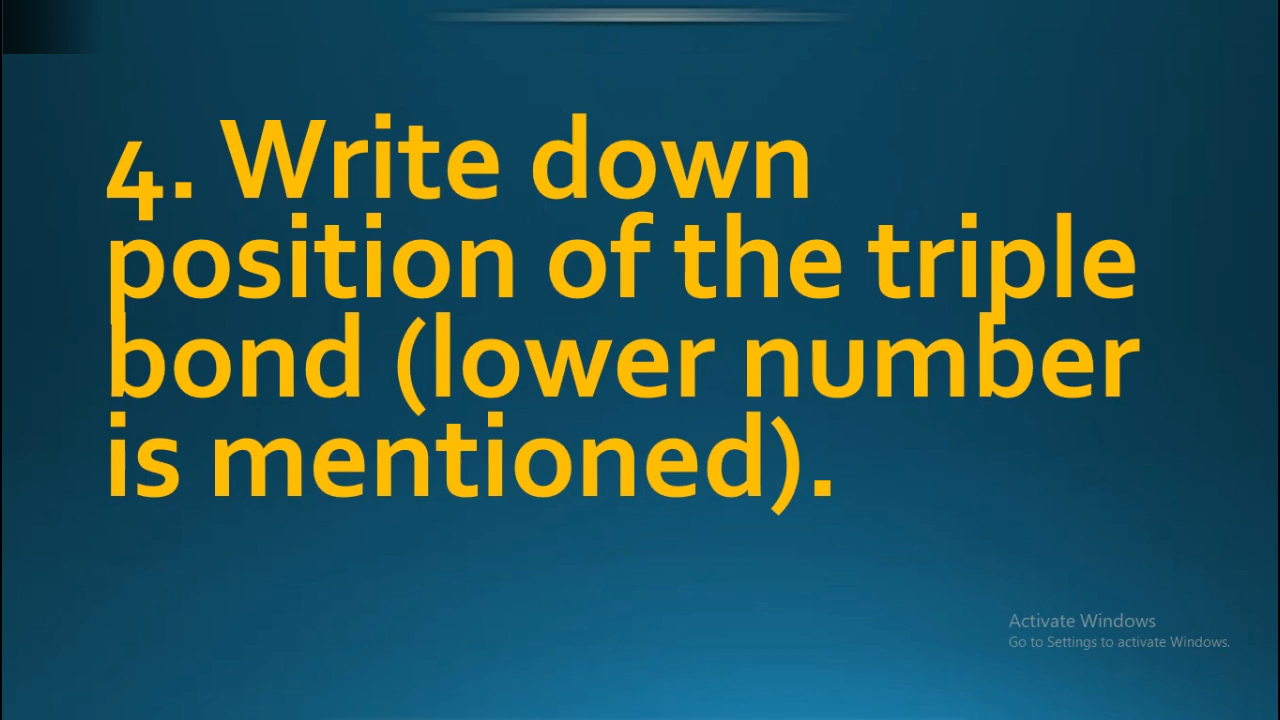 4. Write down
position of the triple
bond (lower number
is mentioned).
Activate Windows
Go to Settings to activate Windows.